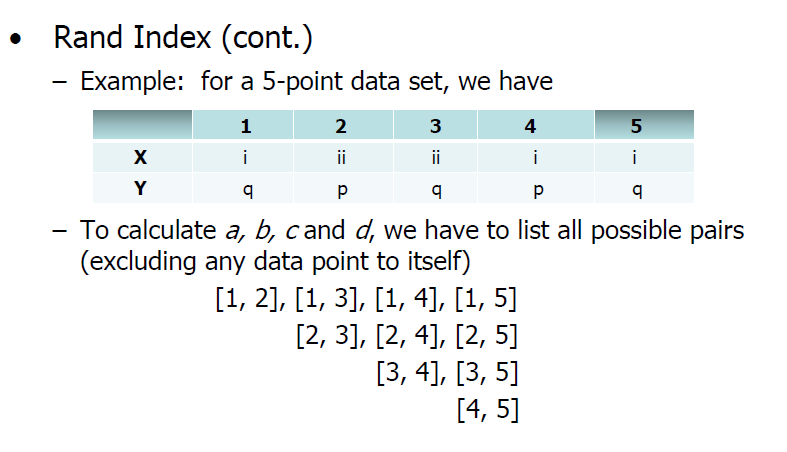 • Rand Index (cont.)
– Example: for a 5-point data set, we have
1 2 3 4 5
X i ii ii i i
Y q p q p q
– To calculate a, b, c and d, we have to list all possible pairs
(excluding any data point to itself)
[1, 2], [1, 3], [1, 4], [1, 5]
[2, 3], [2, 4], [2, 5]
[3, 4], [3, 5]
[4, 5]